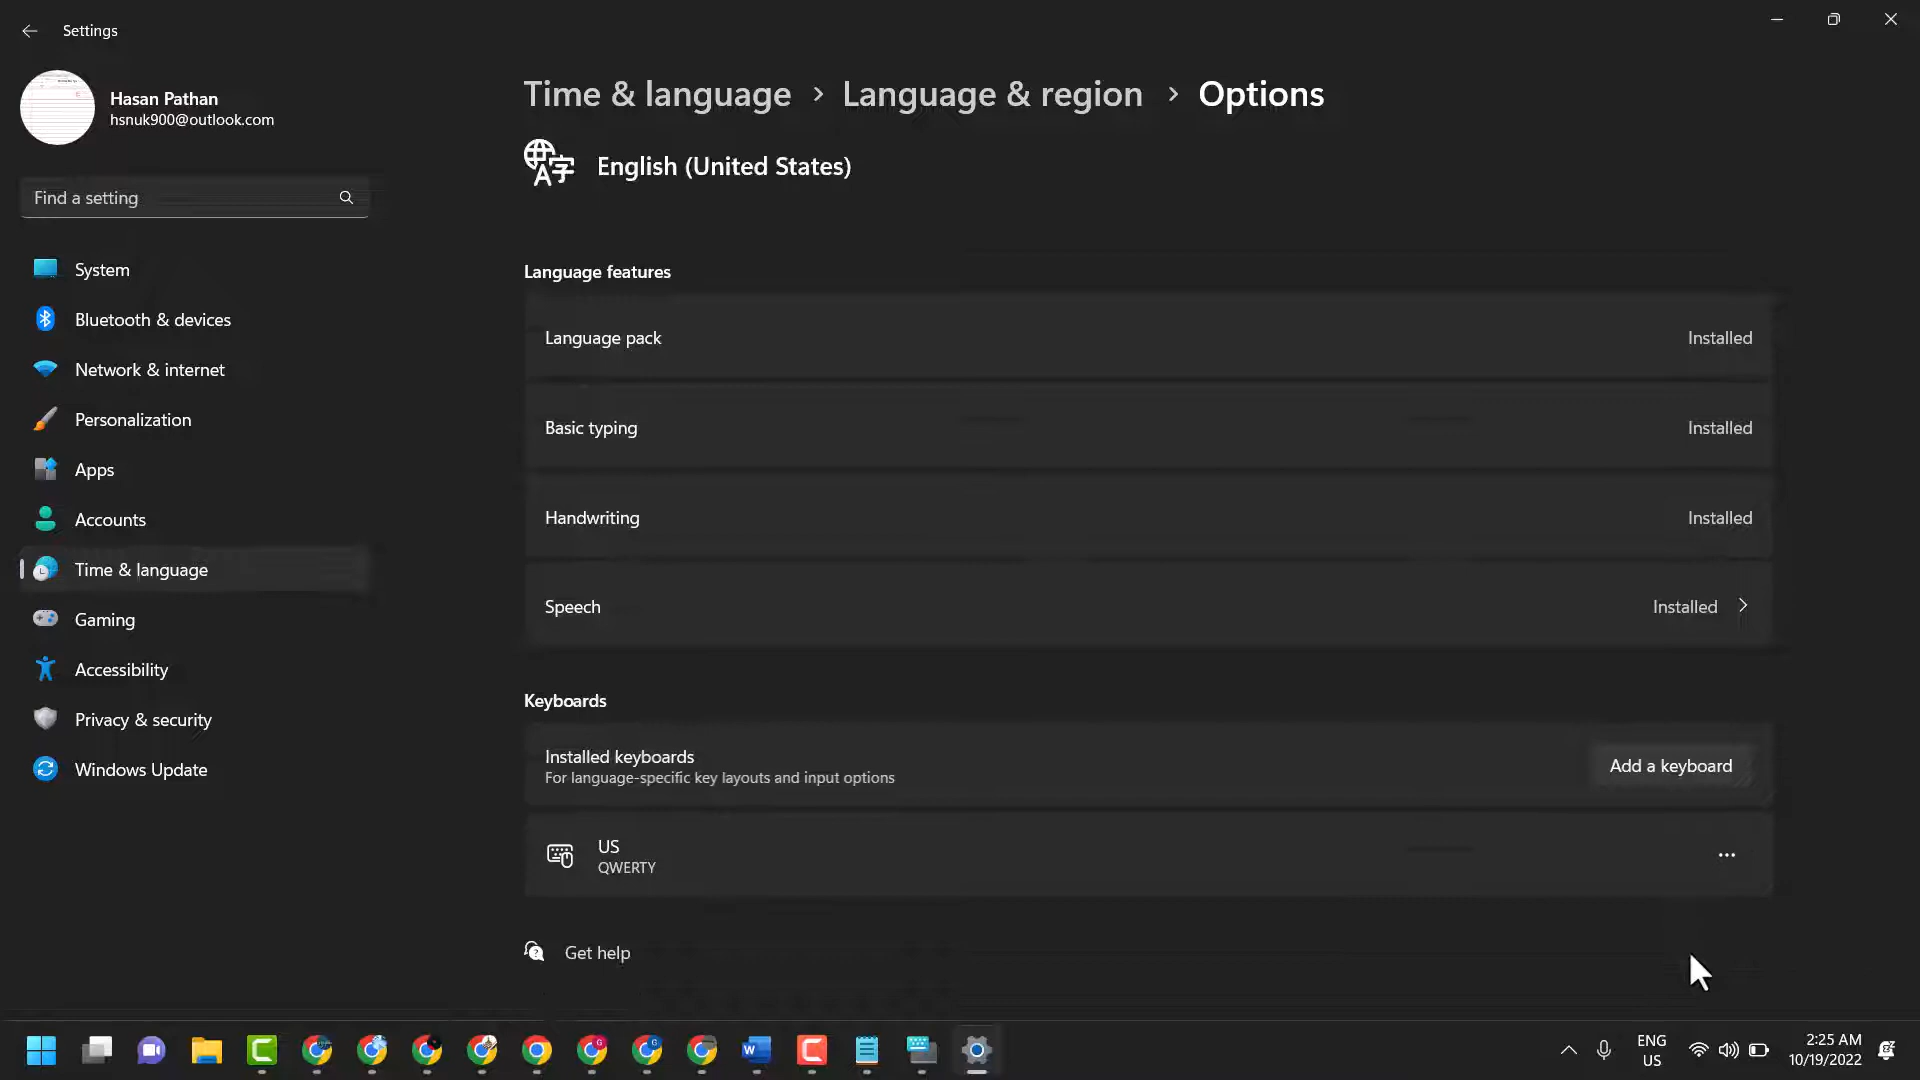 Settings
Hasan Pathan
hsnuk900@outlook.com
Find a setting
System
Bluetooth & devices
Network & internet
Personalization
Apps
Accounts
Time & language
Gaming
Accessibility
Privacy & security
Windows Update
Time & language > Language & region > Options
English (United States)
Language features
Language pack Installed
Basic typing Installed
Handwriting Installed
Speech Installed
Keyboards
Installed keyboards
For language-specific key layouts and input options
Add a keyboard
US
QWERTY
Get help
ENG
US
2:25 AM
10/19/2022